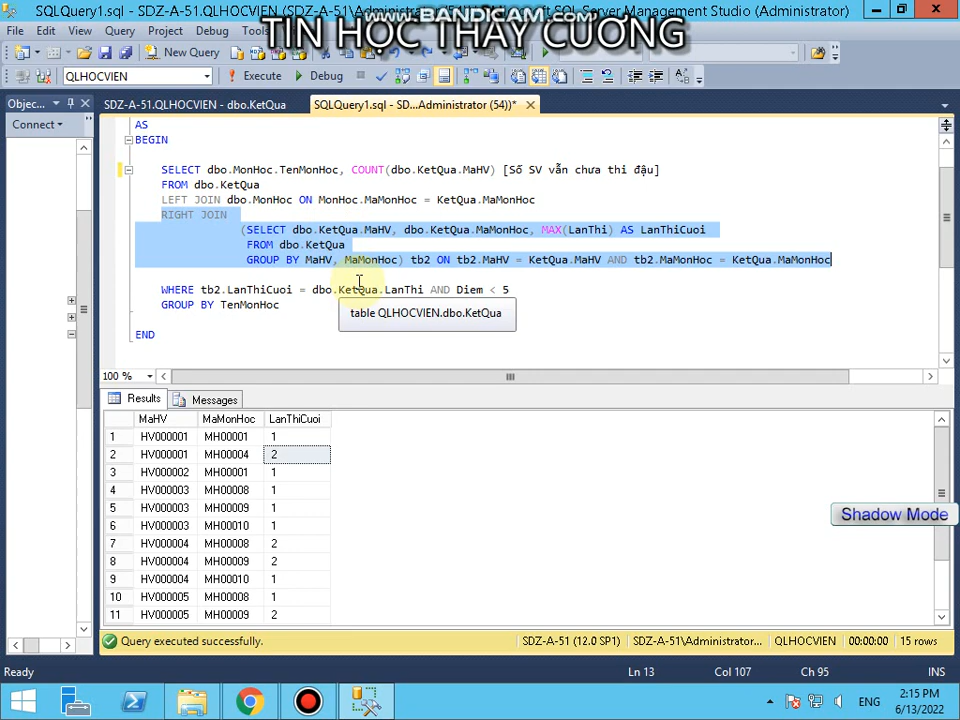 SQLQuery1.sql - SDZ-A-51.QLHOCVIEN (SDZ-A-51\Administrator (54))* - Microsoft SQL Server Management Studio (Administrator)
www.BANDICAM.com
TIN HỌC THẦY CƯƠNG
File Edit View Query Project Debug Tools
New Query
QLHOCVIEN Execute Debug
Objec... SDZ-A-51.QLHOCVIEN - dbo.KetQua SQLQuery1.sql - SD...Administrator (54))*
Connect
AS
BEGIN
SELECT dbo.MonHoc.TenMonHoc, COUNT(dbo.KetQua.MaHV) [Số SV vẫn chưa thi đậu]
FROM dbo.KetQua
LEFT JOIN dbo.MonHoc ON MonHoc.MaMonHoc = KetQua.MaMonHoc
RIGHT JOIN
(SELECT dbo.KetQua.MaHV, dbo.KetQua.MaMonHoc, MAX(LanThi) AS LanThiCuoi
FROM dbo.KetQua
GROUP BY MaHV, MaMonHoc) tb2 ON tb2.MaHV = KetQua.MaHV AND tb2.MaMonHoc = KetQua.MaMonHoc
WHERE tb2.LanThiCuoi = dbo.KetQua.LanThi AND Diem < 5
GROUP BY TenMonHoc
table QLHOCVIEN.dbo.KetQua
END
100 %
Results Messages
MaHV MaMonHoc LanThiCuoi
1 HV000001 MH00001 1
2 HV000001 MH00004 2
3 HV000002 MH00001 1
4 HV000003 MH00008 1
5 HV000003 MH00009 1
6 HV000003 MH00010 1
7 HV000004 MH00008 2
8 HV000004 MH00009 2
9 HV000004 MH00010 1
10 HV000005 MH00008 1
11 HV000005 MH00009 2
Shadow Mode
Query executed successfully. SDZ-A-51 (12.0 SP1) SDZ-A-51\Administrator... QLHOCVIEN 00:00:00 15 rows
Ready Ln 13 Col 107 Ch 95 INS
ENG 2:15 PM
6/13/2022